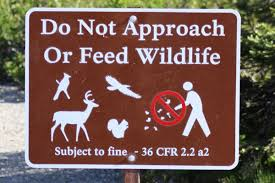 Do Not Approach
Or Feed Wildlife
Subject to fine - 36 CFR 2.2 a2